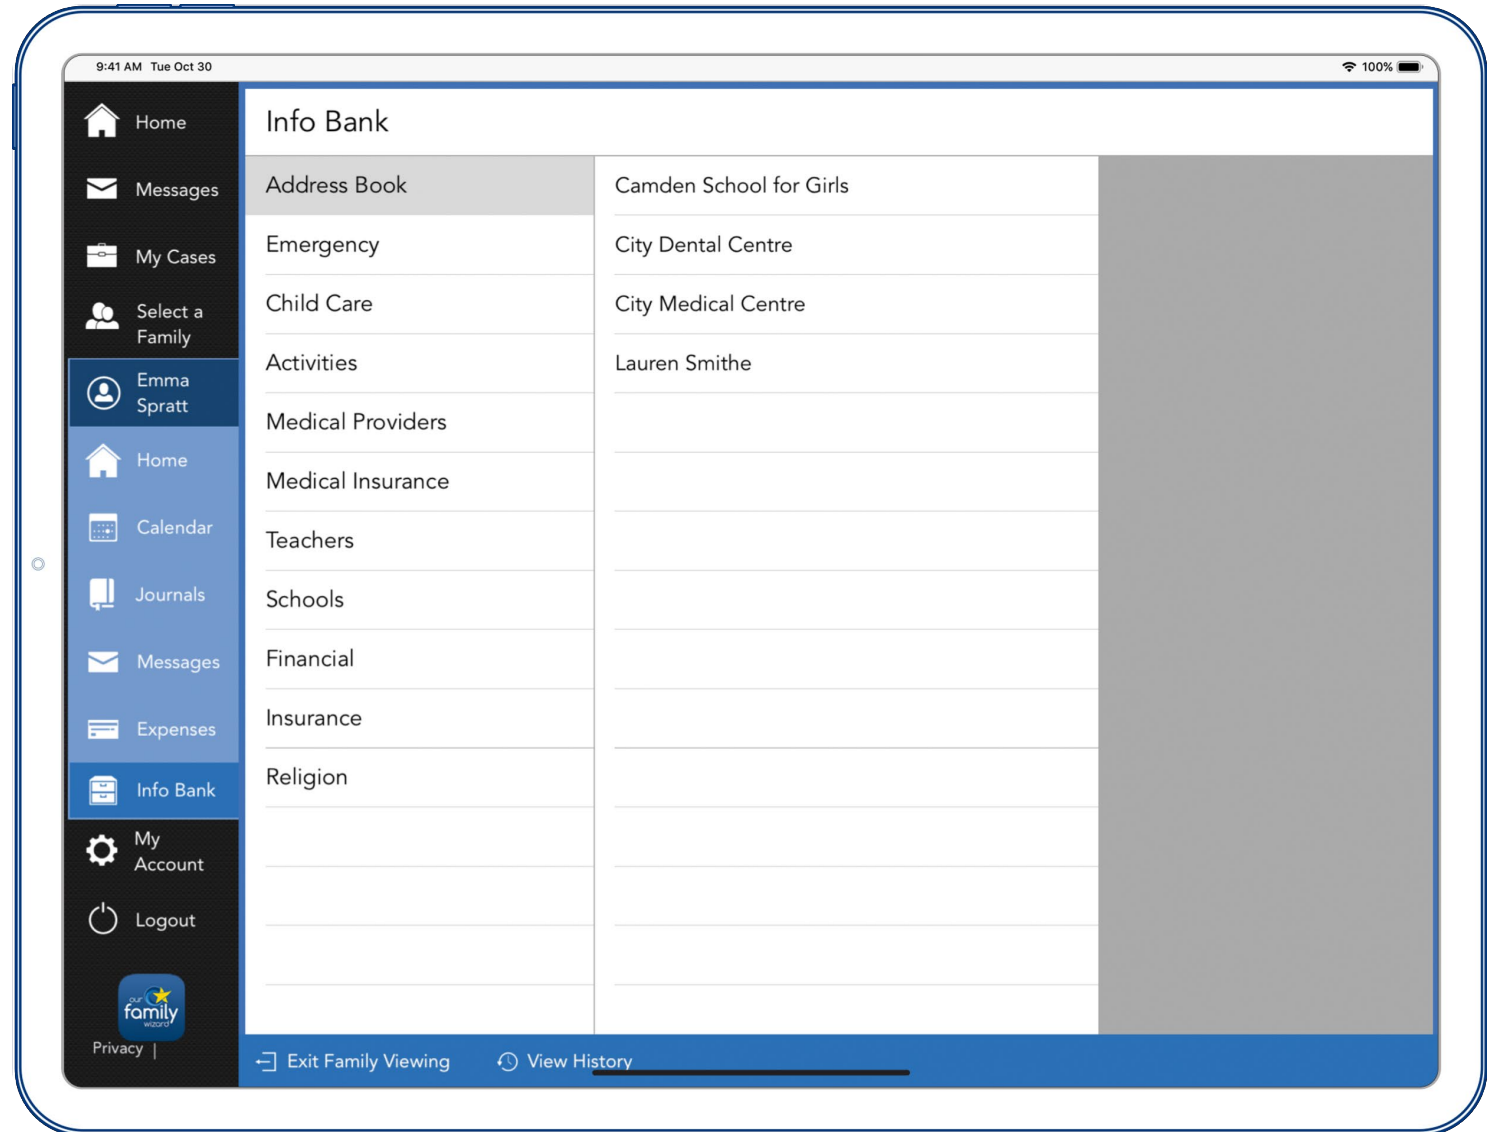 9:41 AM Tue Oct 30
100%
Home
Messages
My Cases
Select a
Family
Emma
Spratt
Home
Calendar
Journals
Messages
Expenses
Info Bank
My
Account
Logout
our
family
wizard
Privacy |
Info Bank
Address Book
Emergency
Child Care
Activities
Medical Providers
Medical Insurance
Teachers
Schools
Financial
Insurance
Religion
Camden School for Girls
City Dental Centre
City Medical Centre
Lauren Smithe
Exit Family Viewing
View History